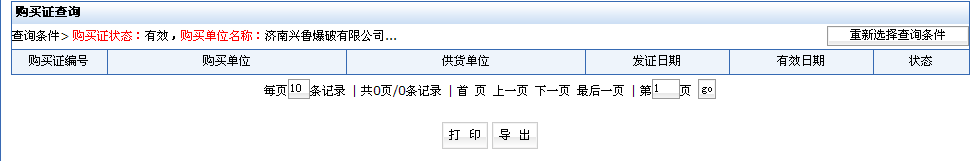 购买证查询
查询条件> 购买证状态：有效，购买单位名称：济南兴鲁爆破有限公司... 重新选择查询条件
购买证编号 购买单位 供货单位 发证日期 有效日期 状态
每页10条记录 |共0页/0条记录 |首 页 上一页 下一页 最后一页 |第1页 go
打 印 导 出